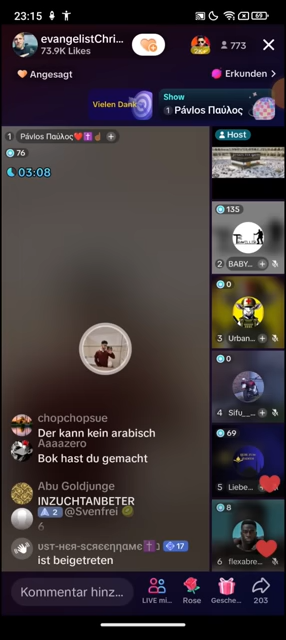 23:15
69
evangelistChri...
73.9K Likes
773
Angesagt
Erkunden >
Vielen Dank
Show
1 Pávlos Παύλος
1 Pávlos Παύλος❤️✝️☝🏽 +
76
03:08
Host
135
2 BABY... +
0
3 Urban... +
0
4 Sifu_... +
69
5 Liebe...
8
6 flexabre...
chopchopsue
Der kann kein arabisch
Aaazero
Bok hast du gemacht
Abu Goldjunge
INZUCHTANBETER
2 @Svenfrei
6
17
ist beigetreten
Kommentar hinz...
LIVE mi...
Rose
Gesche...
203